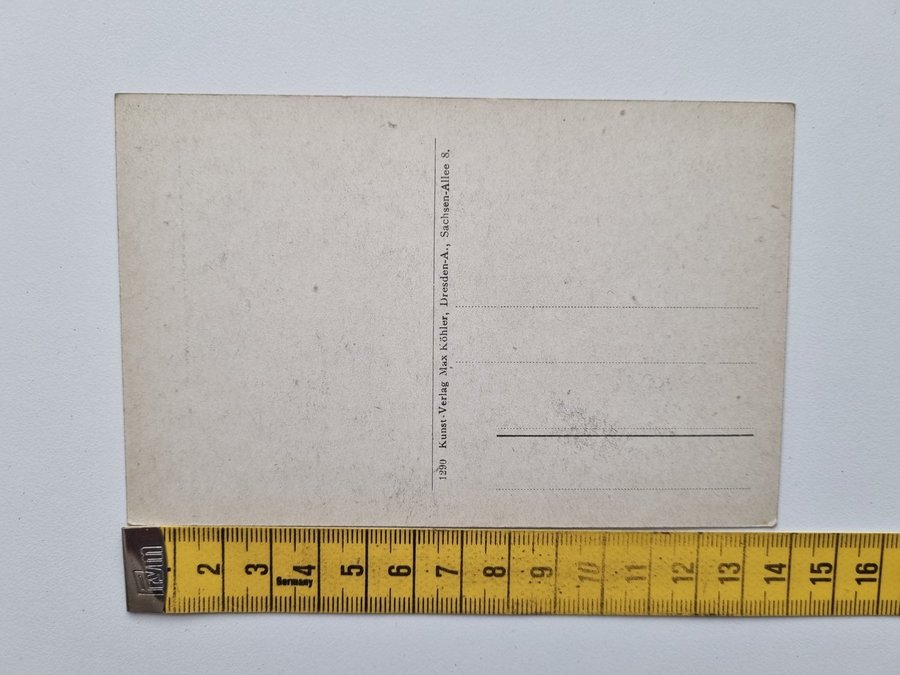 1290 Kunst-Verlag Max Köhler, Dresden-A., Sachsen-Allee 8.
2 3 4 5 6 7 8 9 10 11 12 13 14 15 16
Germany